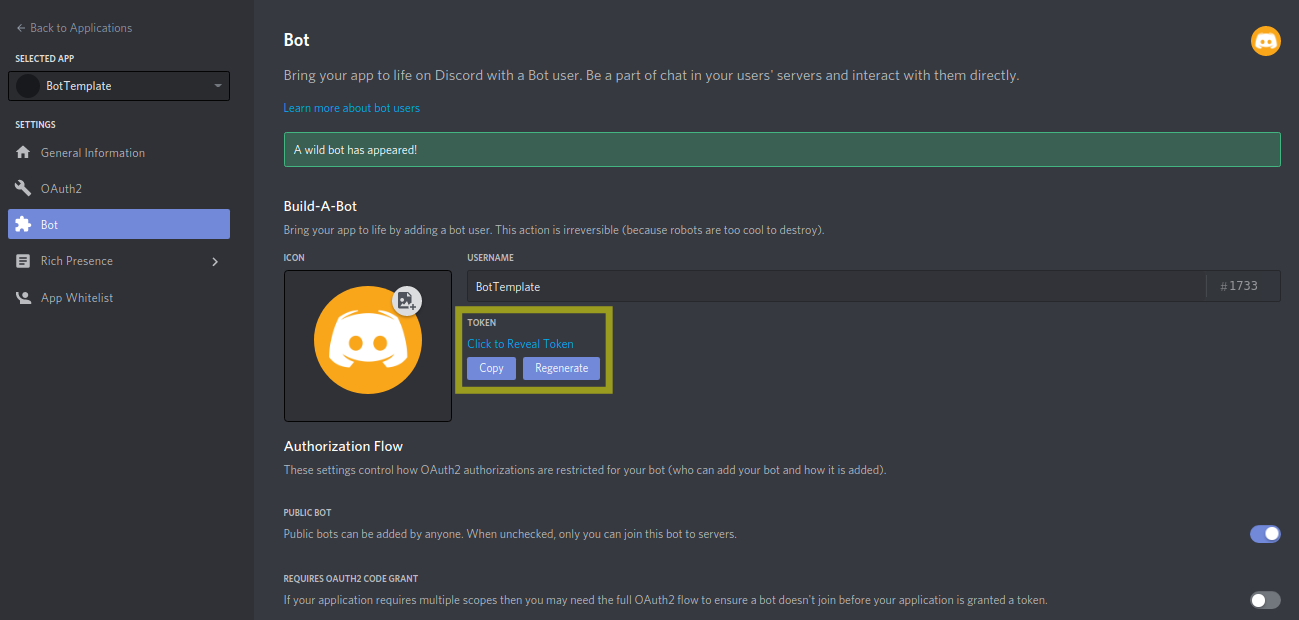 Back to Applications
SELECTED APP
BotTemplate
SETTINGS
General Information
OAuth2
Bot
Rich Presence
App Whitelist
Bot
Bring your app to life on Discord with a Bot user. Be a part of chat in your users' servers and interact with them directly.
Learn more about bot users
A wild bot has appeared!
Build-A-Bot
Bring your app to life by adding a bot user. This action is irreversible (because robots are too cool to destroy).
ICON
USERNAME
BotTemplate #1733
TOKEN
Click to Reveal Token
Copy Regenerate
Authorization Flow
These settings control how OAuth2 authorizations are restricted for your bot (who can add your bot and how it is added).
PUBLIC BOT
Public bots can be added by anyone. When unchecked, only you can join this bot to servers.
REQUIRES OAUTH2 CODE GRANT
If your application requires multiple scopes then you may need the full OAuth2 flow to ensure a bot doesn't join before your application is granted a token.